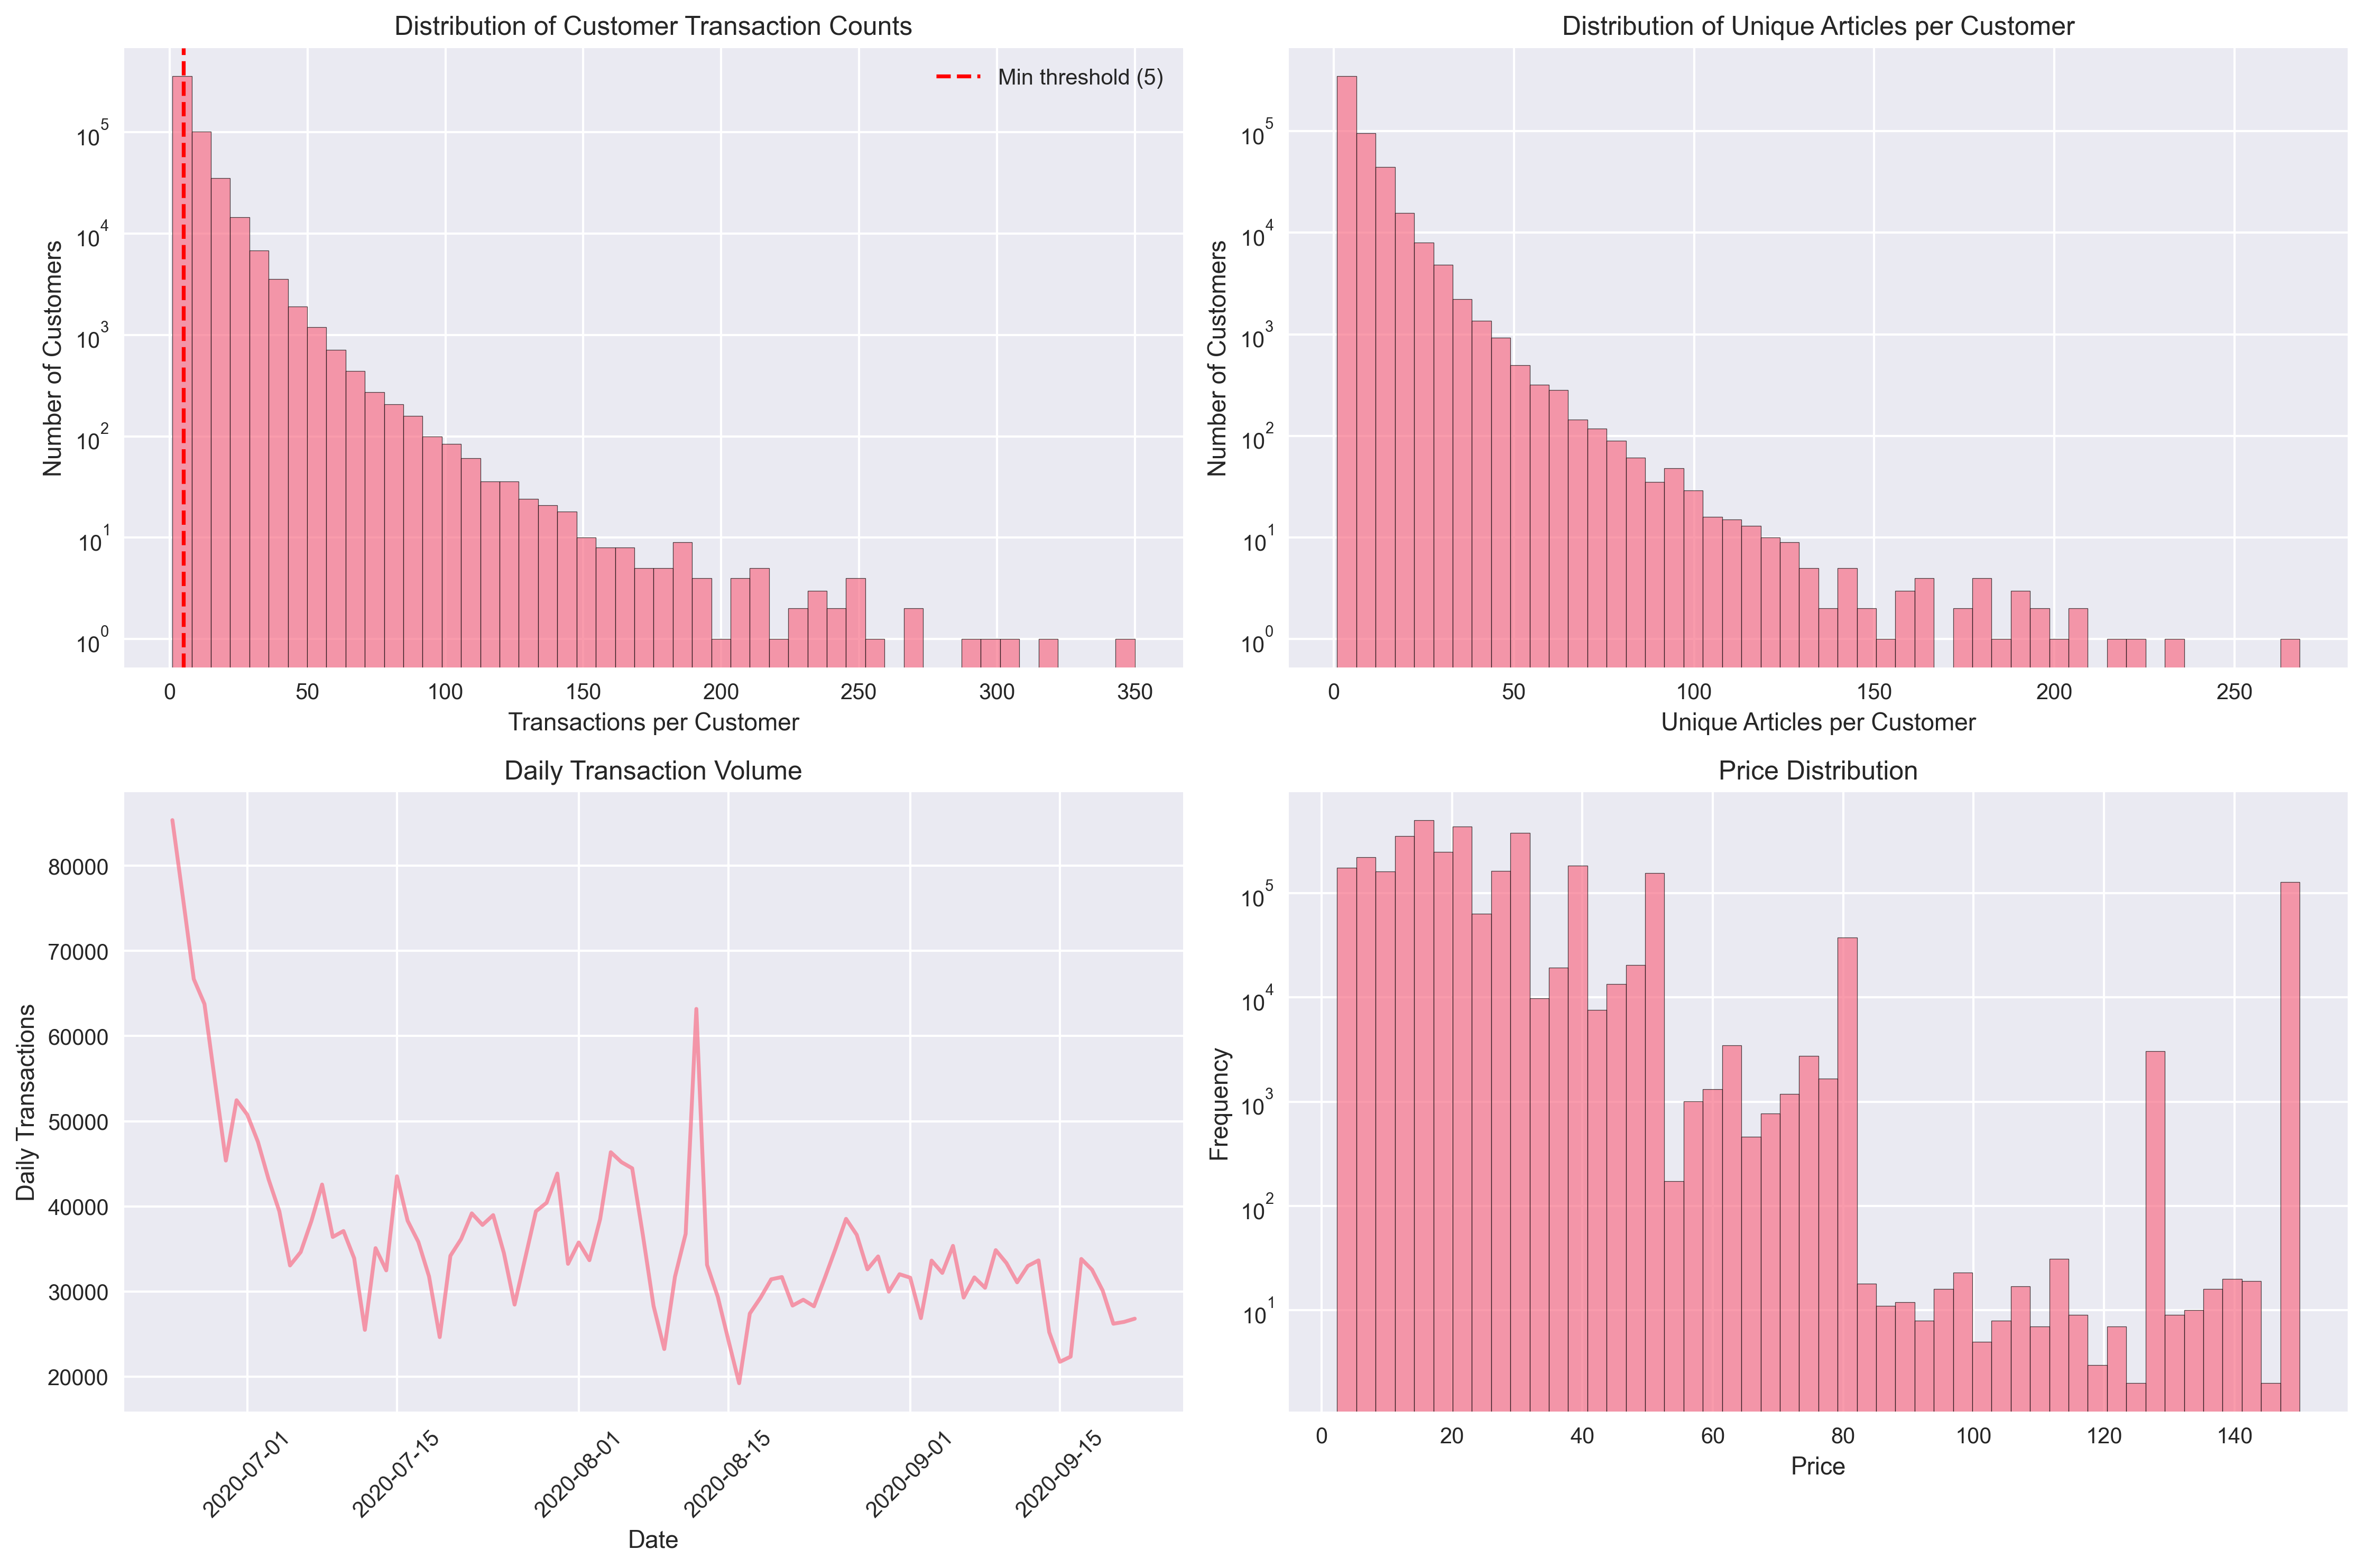 Distribution of Customer Transaction Counts
Min threshold (5)
Number of Customers
10^5
10^4
10^3
10^2
10^1
10^0
0 50 100 150 200 250 300 350
Transactions per Customer
Distribution of Unique Articles per Customer
Number of Customers
10^5
10^4
10^3
10^2
10^1
10^0
0 50 100 150 200 250
Unique Articles per Customer
Daily Transaction Volume
Daily Transactions
80000
70000
60000
50000
40000
30000
20000
2020-07-01 2020-07-15 2020-08-01 2020-08-15 2020-09-01 2020-09-15
Date
Price Distribution
Frequency
10^5
10^4
10^3
10^2
10^1
0 20 40 60 80 100 120 140
Price